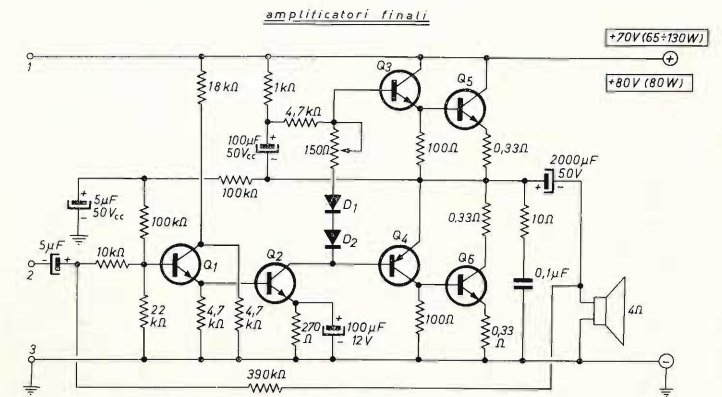 amplificatori finali
+70V (65÷130W)
+80V (80W)
1
+
18 kΩ
1kΩ
4,7kΩ
Q3
Q5
100µF
50Vcc
+
-
150Ω
100Ω
0,33Ω
2000µF
50V
+
-
100kΩ
5µF
50Vcc
+
-
100kΩ
D1
D2
0,33Ω
10Ω
5µF
-
+
2
10kΩ
Q1
Q2
Q4
Q6
0,1µF
4Ω
22
kΩ
4,7
kΩ
4,7
kΩ
270
Ω
+
-
100µF
12V
100Ω
0,33
Ω
3
-
390kΩ